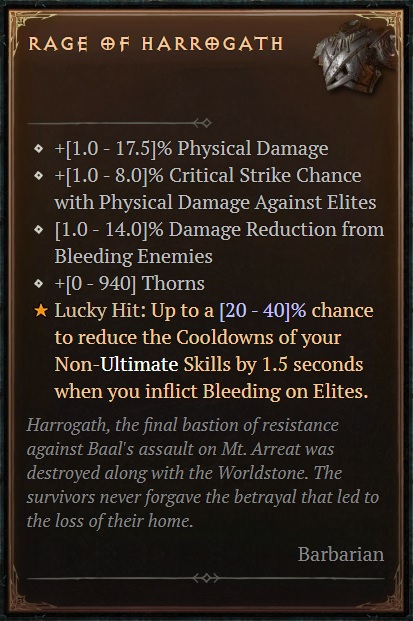 RAGE OF HARROGATH
+[1.0 - 17.5]% Physical Damage
+[1.0 - 8.0]% Critical Strike Chance
with Physical Damage Against Elites
[1.0 - 14.0]% Damage Reduction from
Bleeding Enemies
+[0 - 940] Thorns
Lucky Hit: Up to a [20 - 40]% chance
to reduce the Cooldowns of your
Non-Ultimate Skills by 1.5 seconds
when you inflict Bleeding on Elites.
Harrogath, the final bastion of resistance
against Baal's assault on Mt. Arreat was
destroyed along with the Worldstone. The
survivors never forgave the betrayal that led to
the loss of their home.
Barbarian